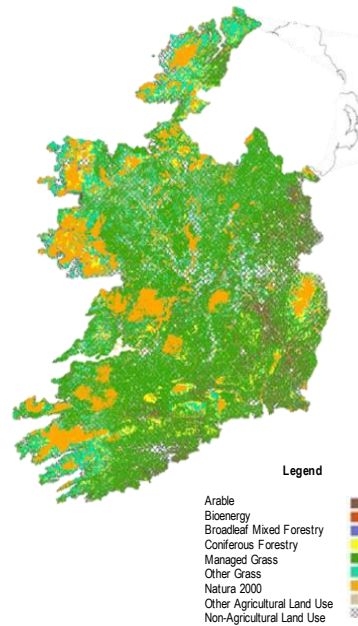 Legend
Arable
Bioenergy
Broadleaf Mixed Forestry
Coniferous Forestry
Managed Grass
Other Grass
Natura 2000
Other Agricultural Land Use
Non-Agricultural Land Use